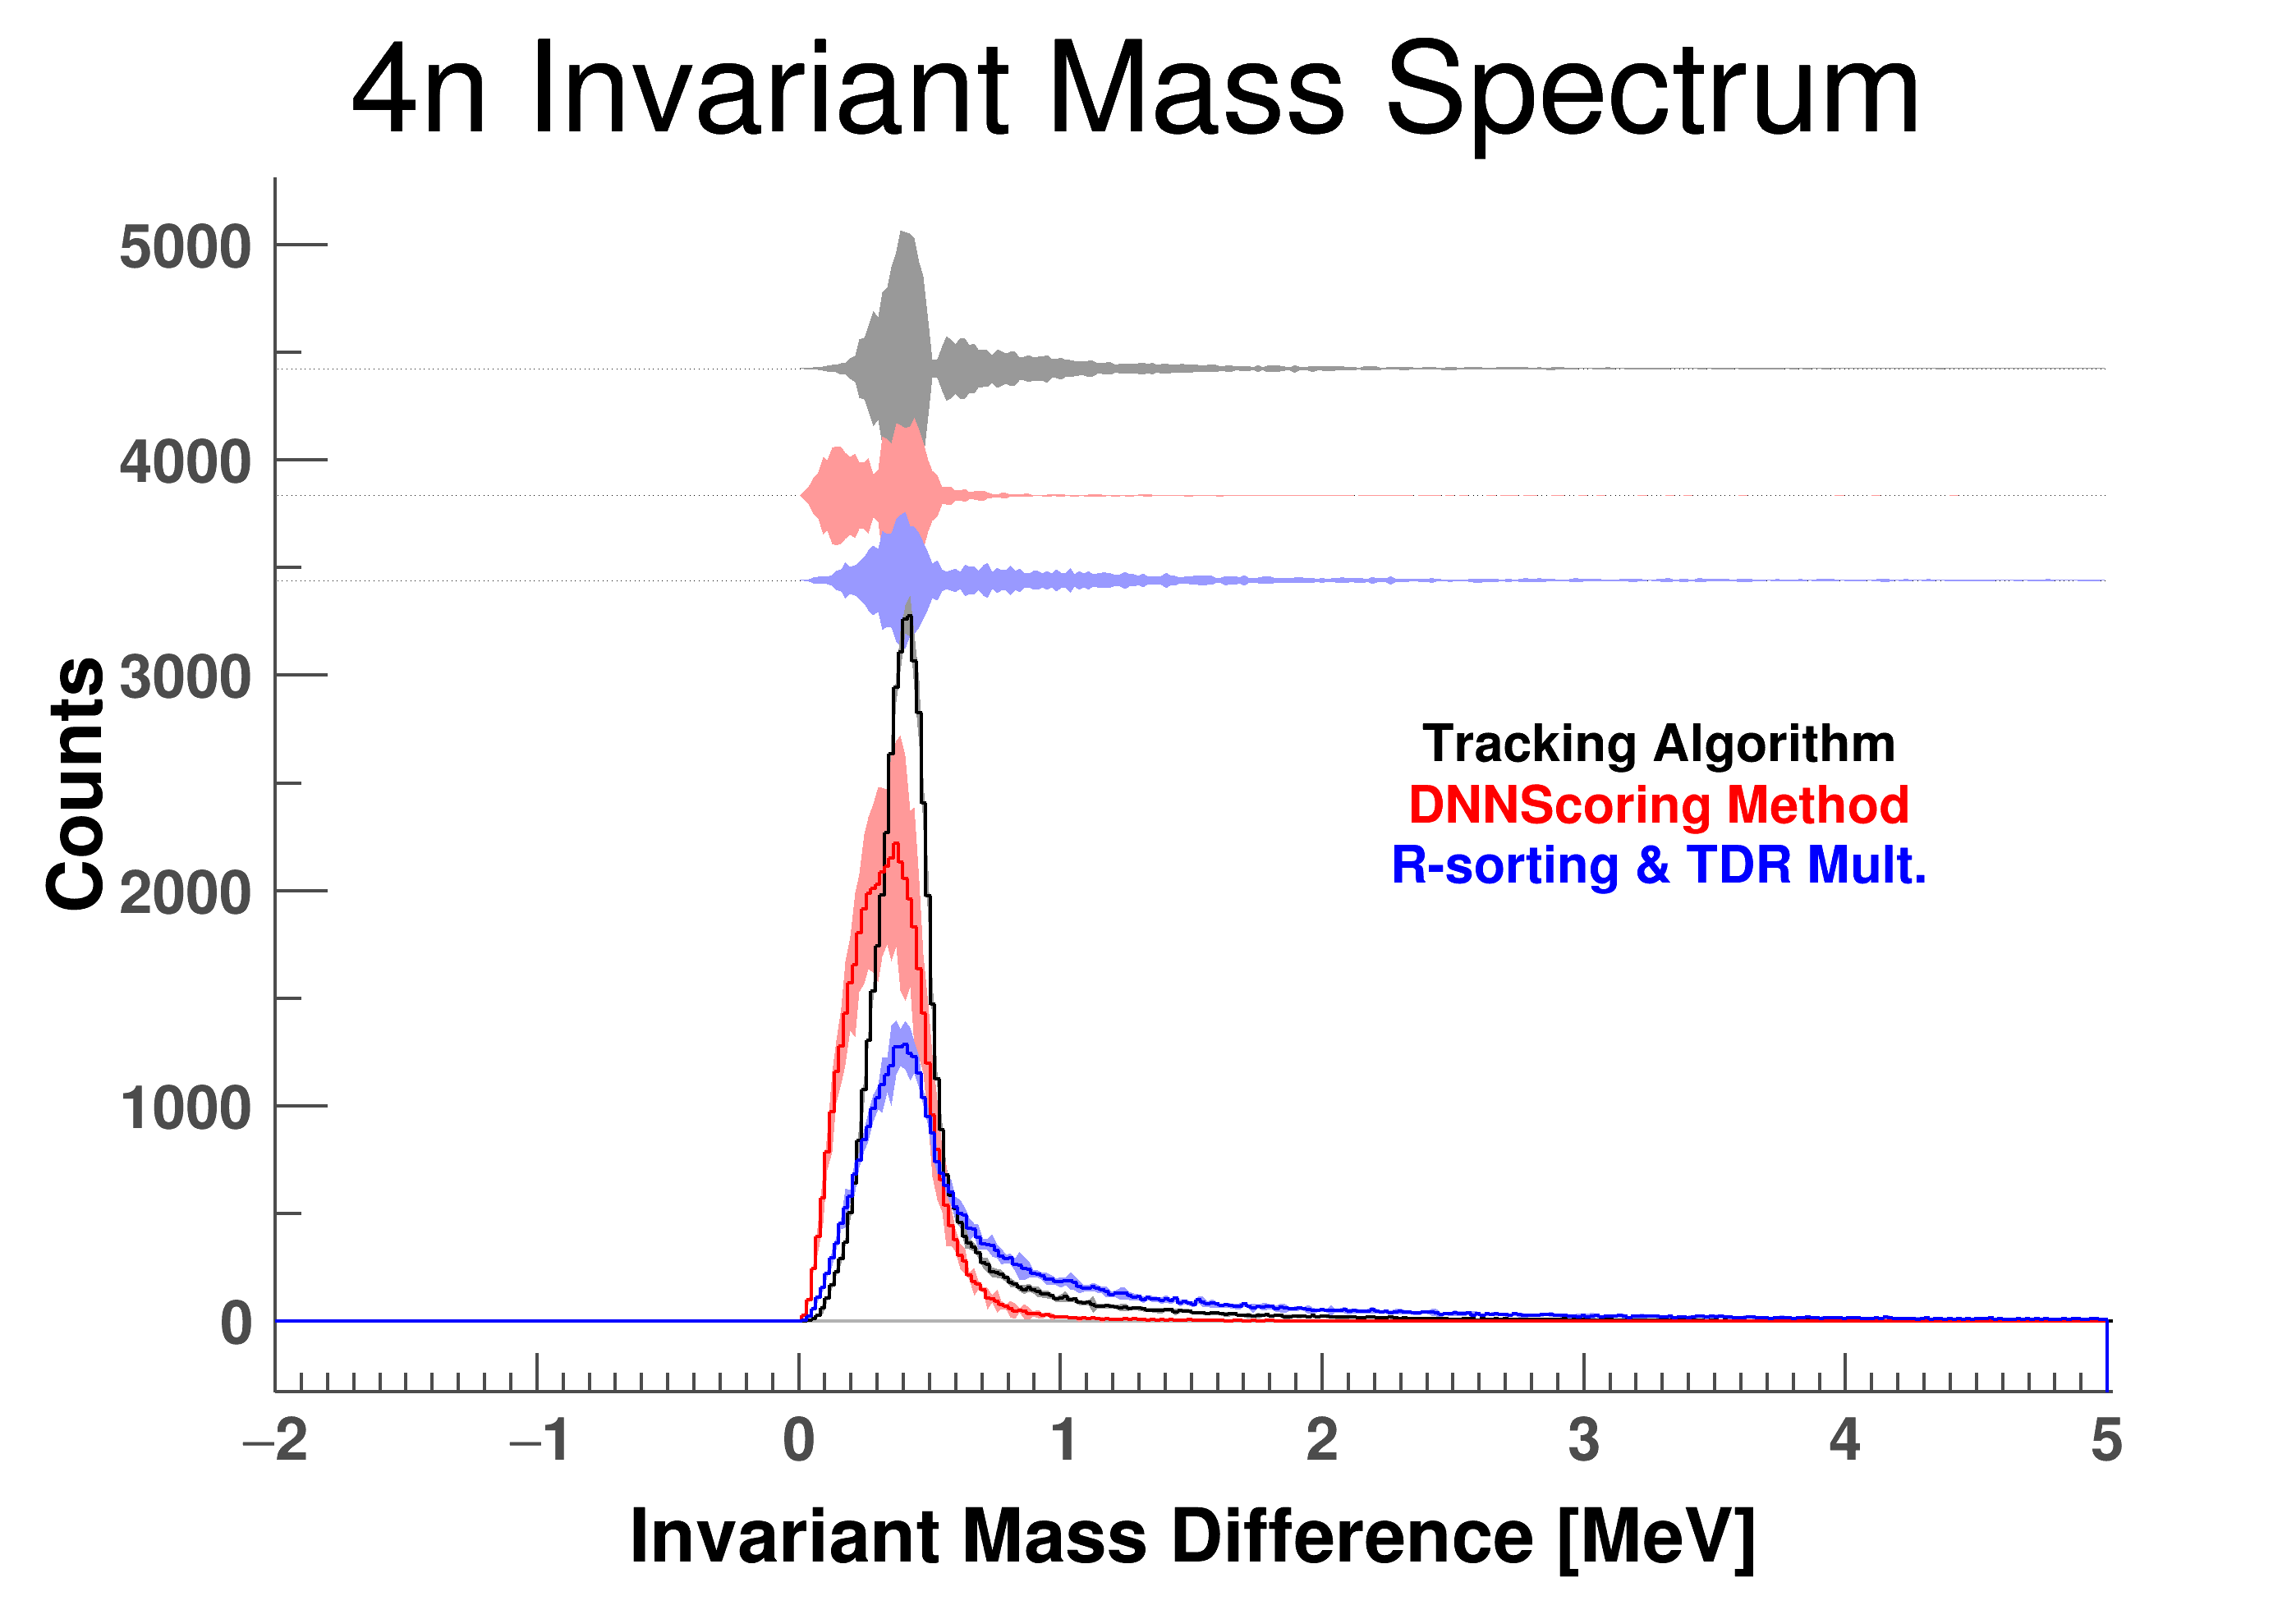 4n Invariant Mass Spectrum
5000
4000
3000
2000
1000
0
Counts
Tracking Algorithm
DNNScoring Method
R-sorting & TDR Mult.
−2 −1 0 1 2 3 4 5
Invariant Mass Difference [MeV]